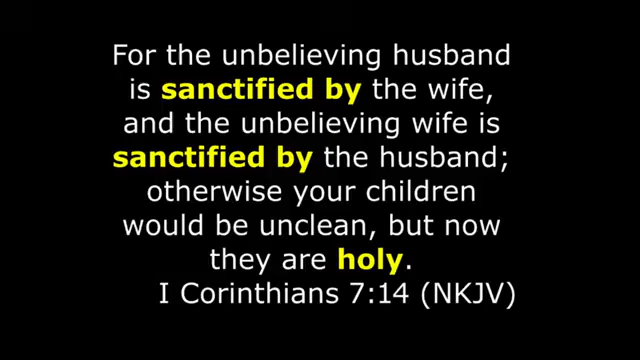 For the unbelieving husband
is sanctified by the wife,
and the unbelieving wife is
sanctified by the husband;
otherwise your children
would be unclean, but now
they are holy.
I Corinthians 7:14 (NKJV)